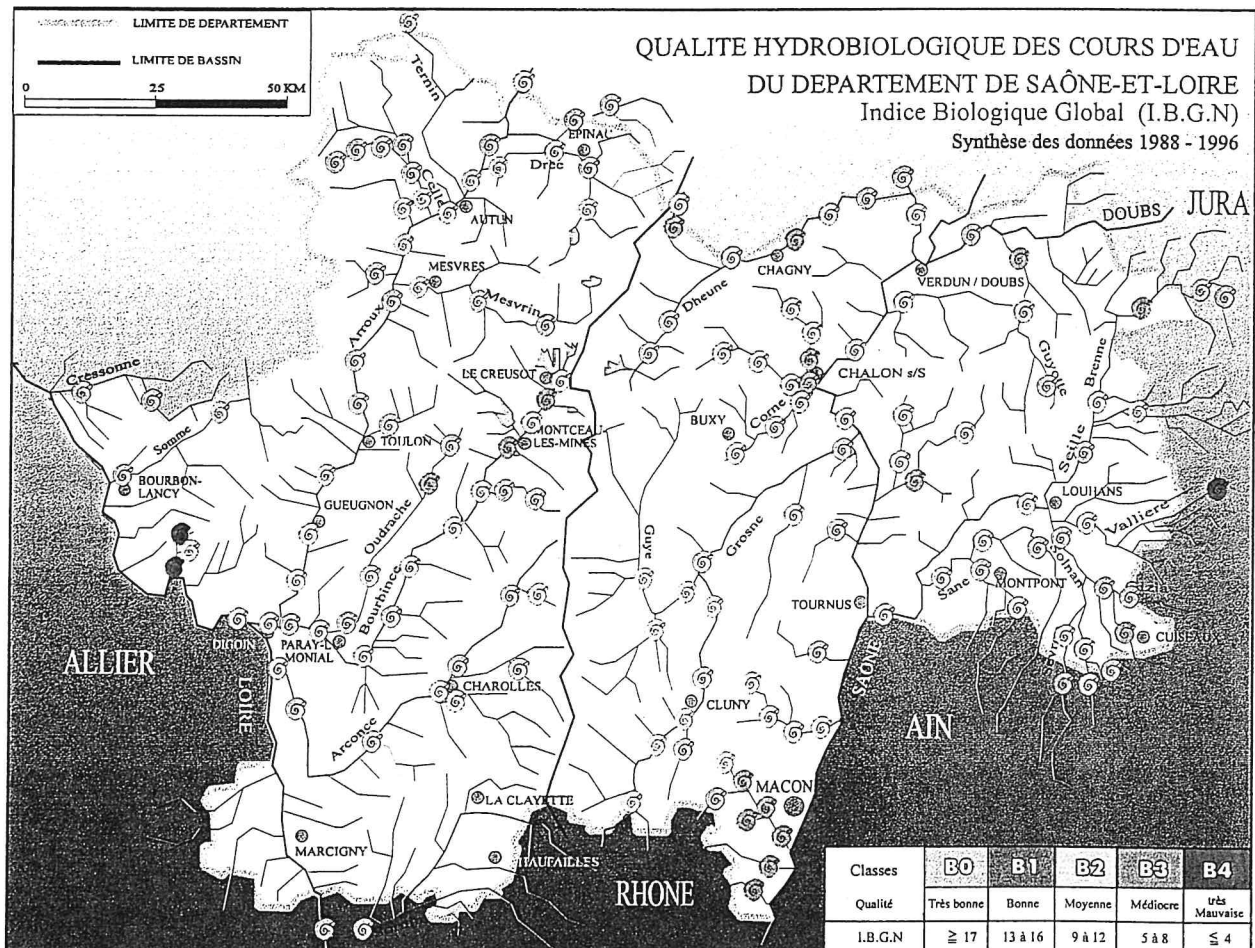 LIMITE DE DEPARTEMENT
LIMITE DE BASSIN
0 25 50 KM
QUALITE HYDROBIOLOGIQUE DES COURS D'EAU
DU DEPARTEMENT DE SAÔNE-ET-LOIRE
Indice Biologique Global (I.B.G.N)
Synthèse des données 1988 - 1996
Ternin
EPINAC
Drée
Celle
AUTUN
JURA
DOUBS
MESVRES
Mesvrin
Arroux
CHAGNY
Dheune
VERDUN / DOUBS
Guyotte
Brenne
Cressonne
LE CREUSOT
CHALON s/S
Somme
TOULON
MONTCEAU-
LES-MINES
BUXY
Corne
Seille
BOURBON-
LANCY
GUEUGNON
Oudrache
LOUHANS
Vallière
Guye
Grosne
Bourbince
Solnan
Sane
MONTPONT
TOURNUS
CUISEAUX
DIGOIN
PARAY-LE
MONIAL
ALLIER
LOIRE
CHAROLLES
SAÔNE
CLUNY
AIN
Arconce
MACON
LA CLAYETTE
MARCIGNY
CHAUFAILLES
RHONE
Classes B0 B1 B2 B3 B4
Qualité Très bonne Bonne Moyenne Médiocre très Mauvaise
I.B.G.N ≧ 17 13 à 16 9 à 12 5 à 8 ≦ 4